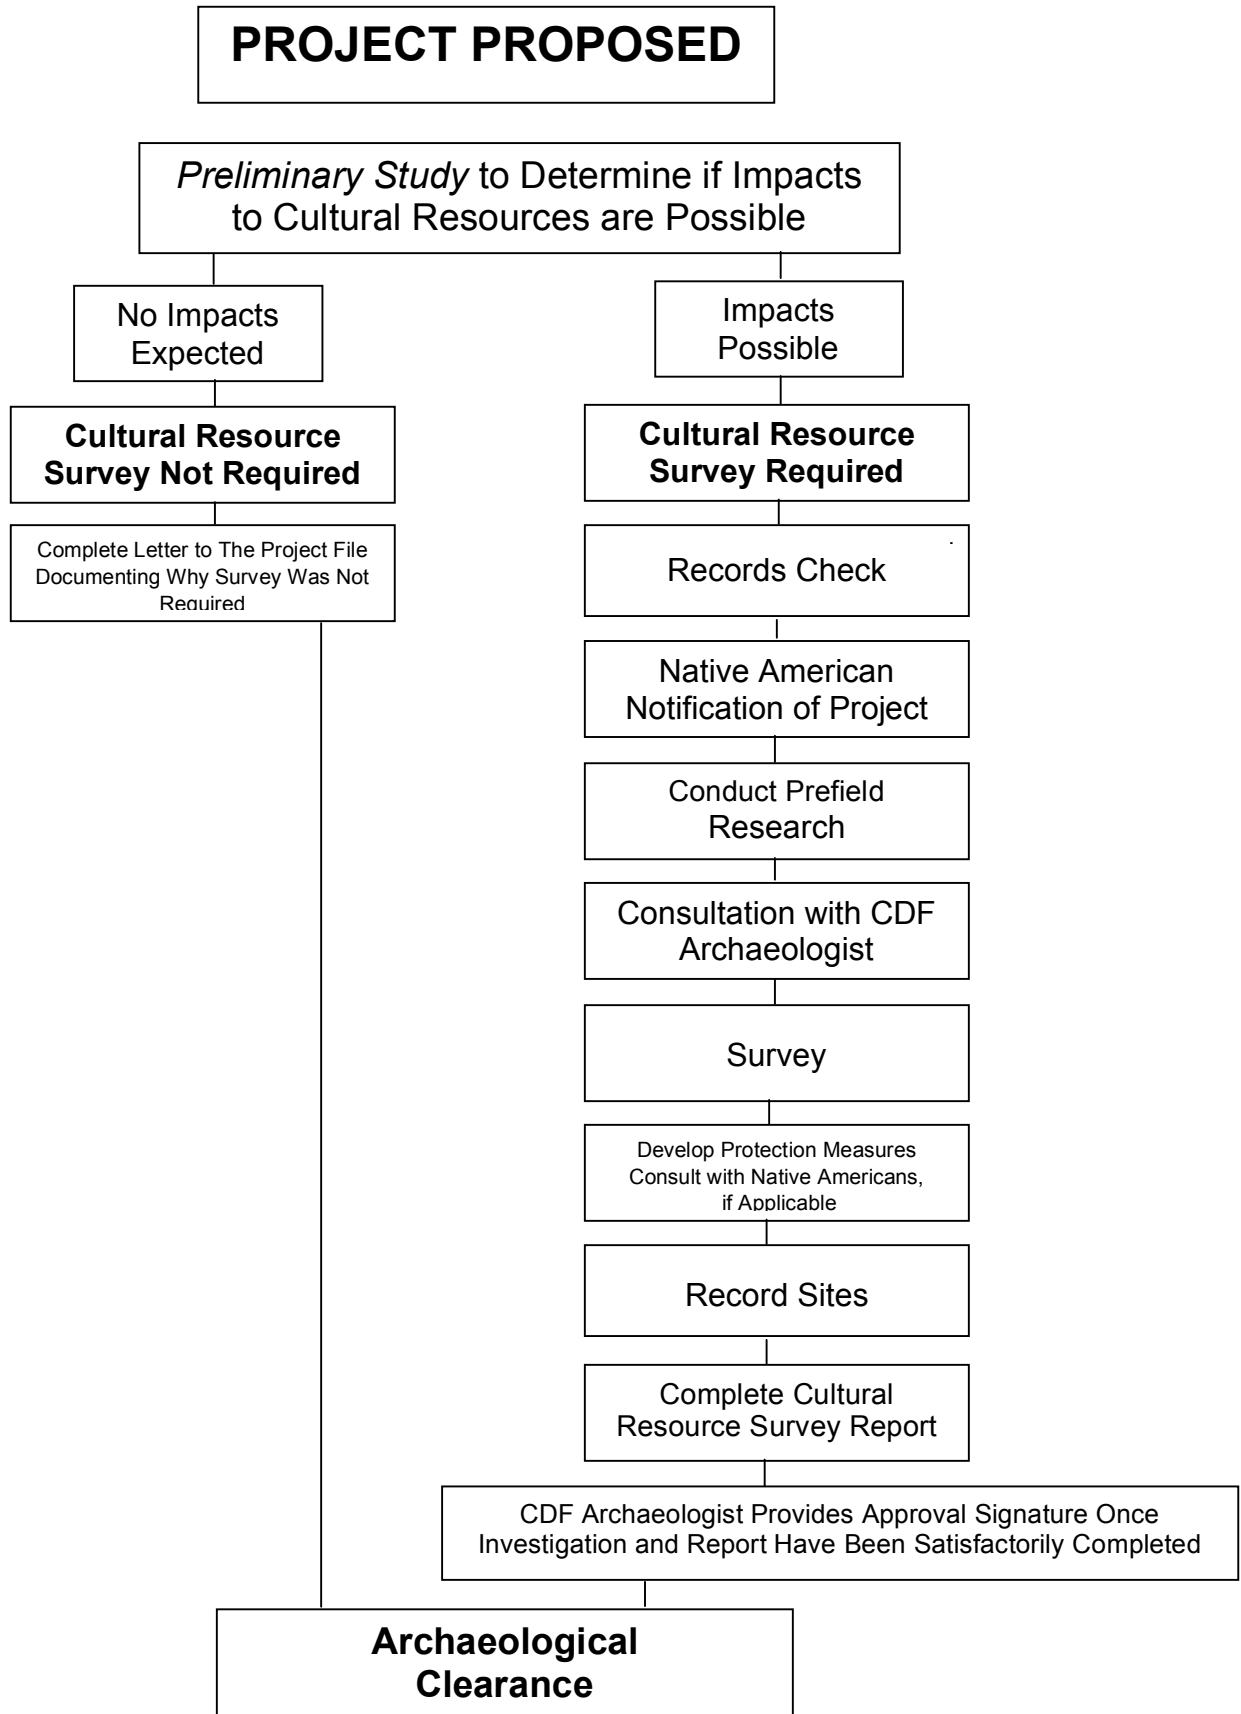 PROJECT PROPOSED
Preliminary Study to Determine if Impacts
to Cultural Resources are Possible
No Impacts
Expected
Cultural Resource
Survey Not Required
Complete Letter to The Project File
Documenting Why Survey Was Not
Required
Impacts
Possible
Cultural Resource
Survey Required
Records Check
Native American
Notification of Project
Conduct Prefield
Research
Consultation with CDF
Archaeologist
Survey
Develop Protection Measures
Consult with Native Americans,
if Applicable
Record Sites
Complete Cultural
Resource Survey Report
CDF Archaeologist Provides Approval Signature Once
Investigation and Report Have Been Satisfactorily Completed
Archaeological
Clearance